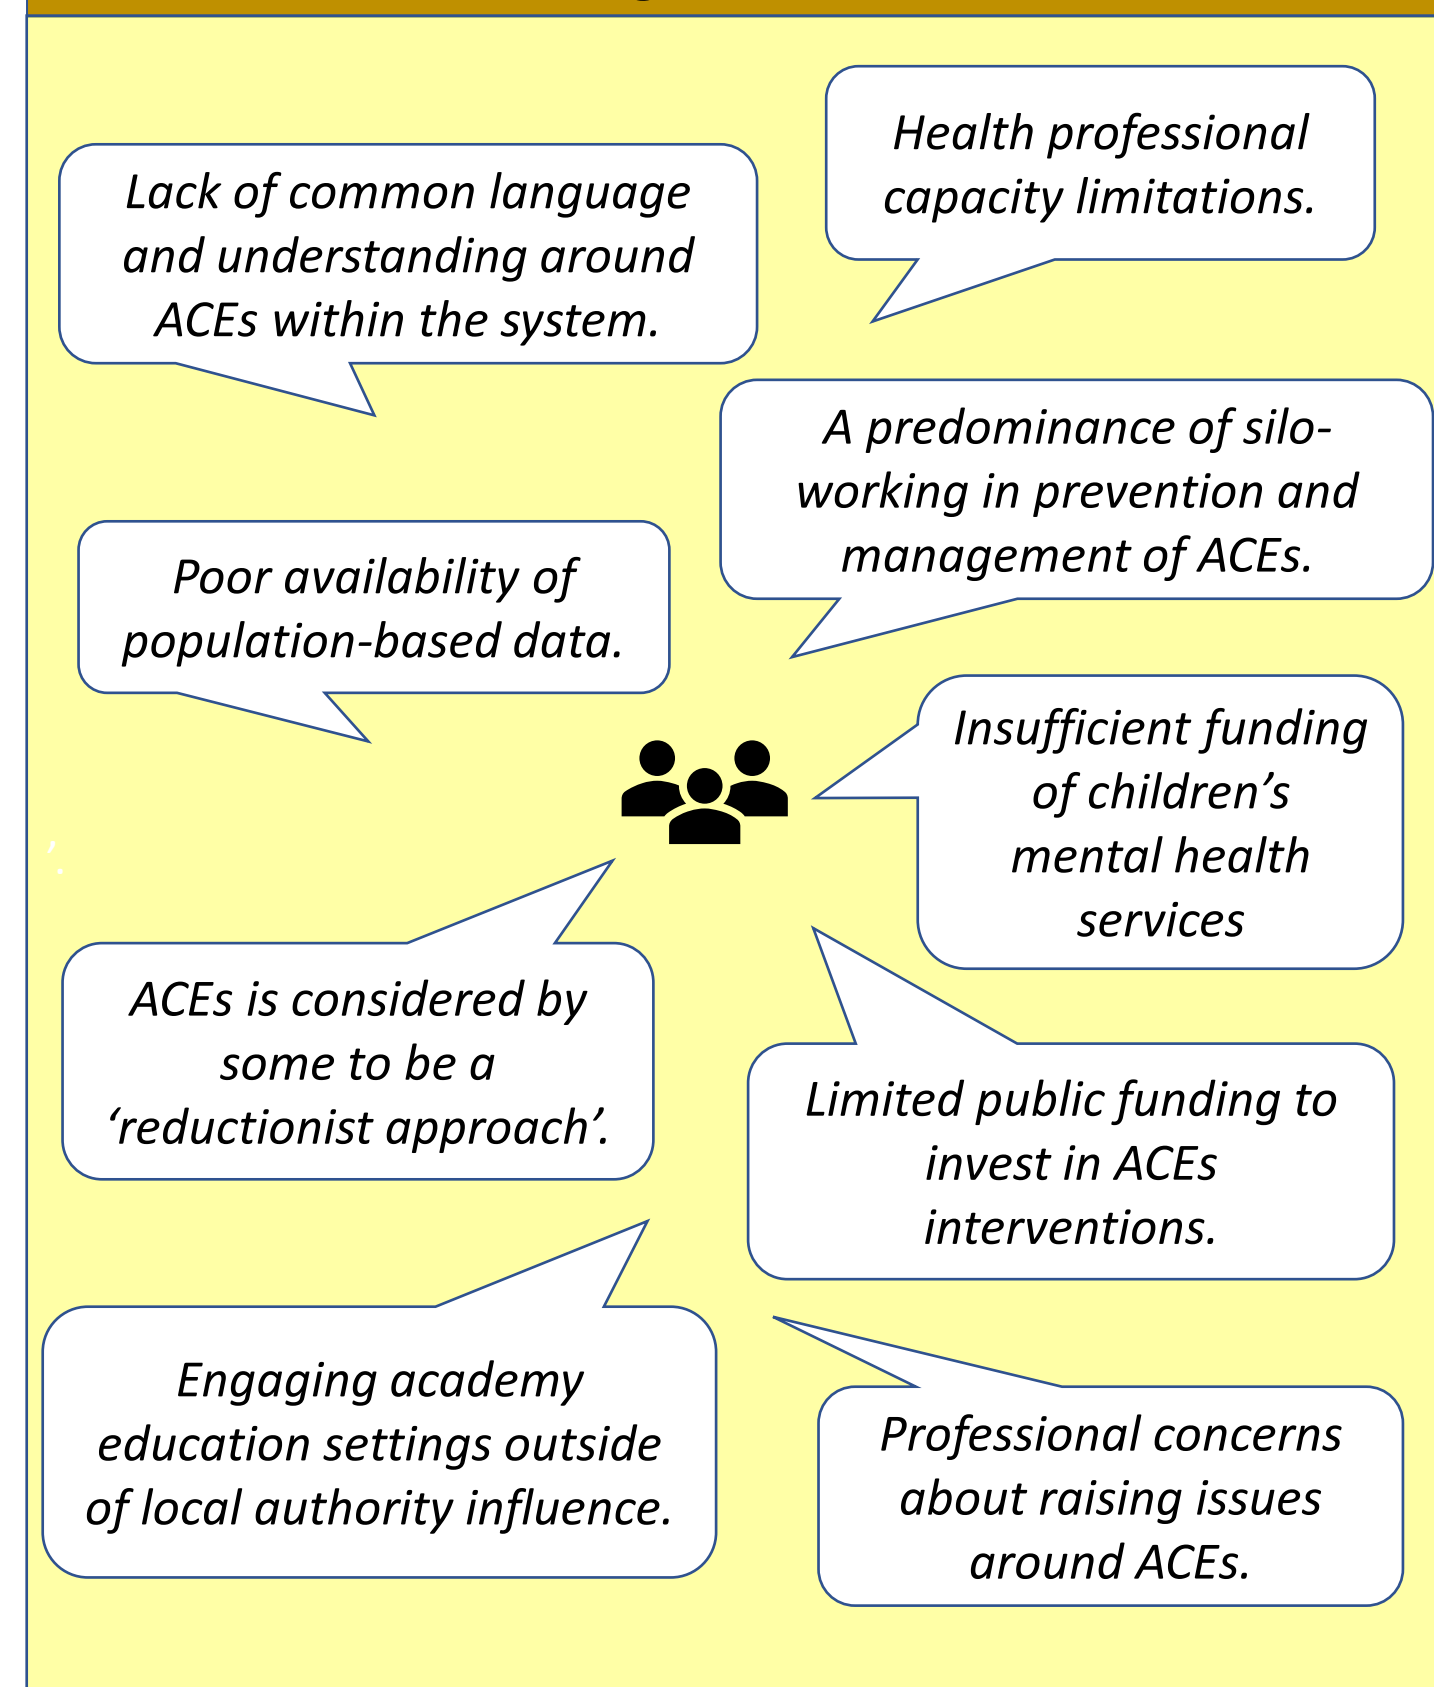 Health professional
capacity limitations.
Lack of common language
and understanding around
ACEs within the system.
A predominance of silo-
working in prevention and
management of ACEs.
Poor availability of
population-based data.
Insufficient funding
of children’s
mental health
services
ACEs is considered by
some to be a
‘reductionist approach’.
Limited public funding to
invest in ACEs
interventions.
Engaging academy
education settings outside
of local authority influence.
Professional concerns
about raising issues
around ACEs.